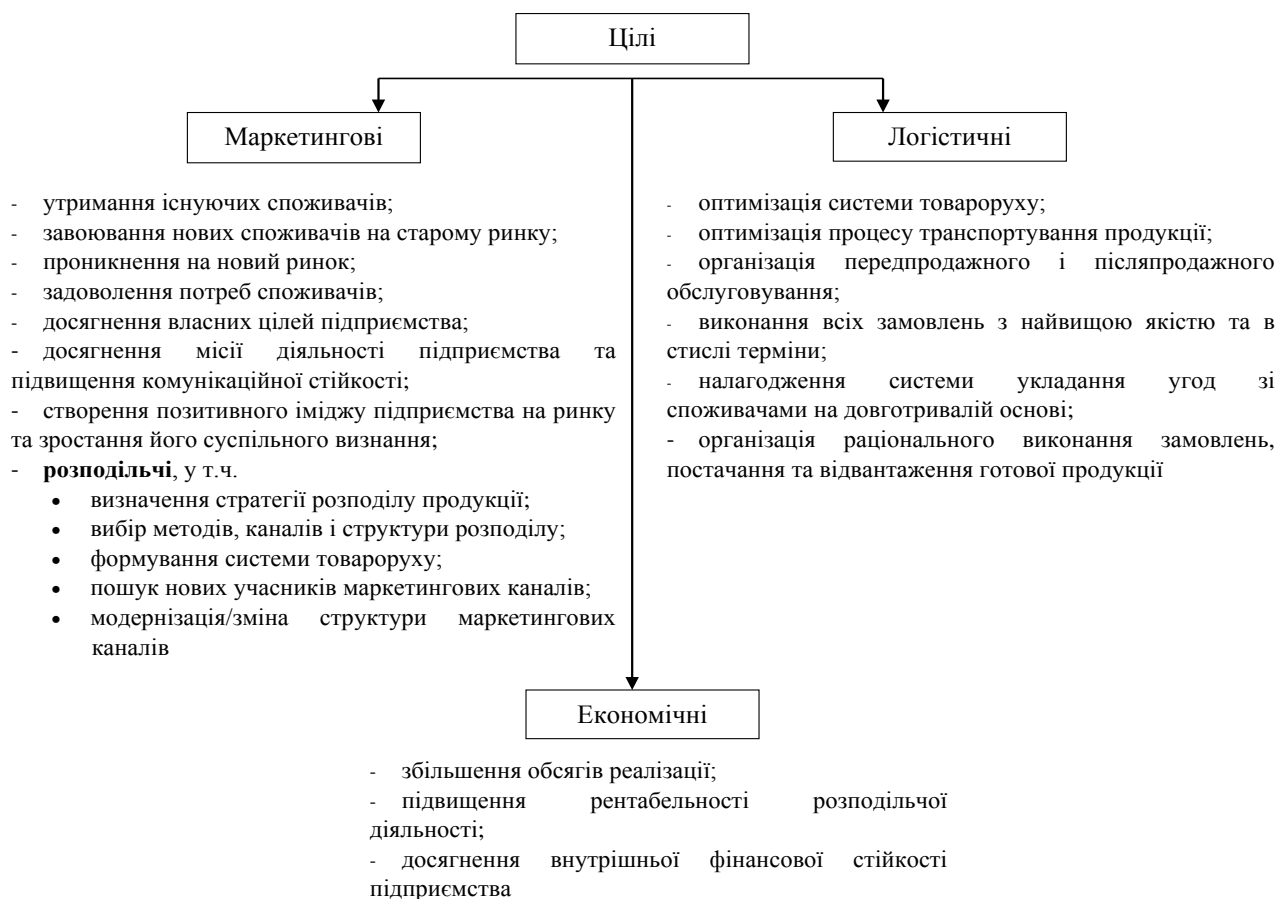 Цілі
Маркетингові
- утримання існуючих споживачів;
- завоювання нових споживачів на старому ринку;
- проникнення на новий ринок;
- задоволення потреб споживачів;
- досягнення власних цілей підприємства;
- досягнення місії діяльності підприємства та
підвищення комунікаційної стійкості;
- створення позитивного іміджу підприємства на ринку
та зростання його суспільного визнання;
- розподільчі, у т.ч.
• визначення стратегії розподілу продукції;
• вибір методів, каналів і структури розподілу;
• формування системи товароруху;
• пошук нових учасників маркетингових каналів;
• модернізація/зміна структури маркетингових
каналів
Логістичні
- оптимізація системи товароруху;
- оптимізація процесу транспортування продукції;
- організація передпродажного і післяпродажного
обслуговування;
- виконання всіх замовлень з найвищою якістю та в
стислі терміни;
- налагодження системи укладання угод зі
споживачами на довготривалій основі;
- організація раціонального виконання замовлень,
постачання та відвантаження готової продукції
Економічні
- збільшення обсягів реалізації;
- підвищення рентабельності розподільчої
діяльності;
- досягнення внутрішньої фінансової стійкості
підприємства